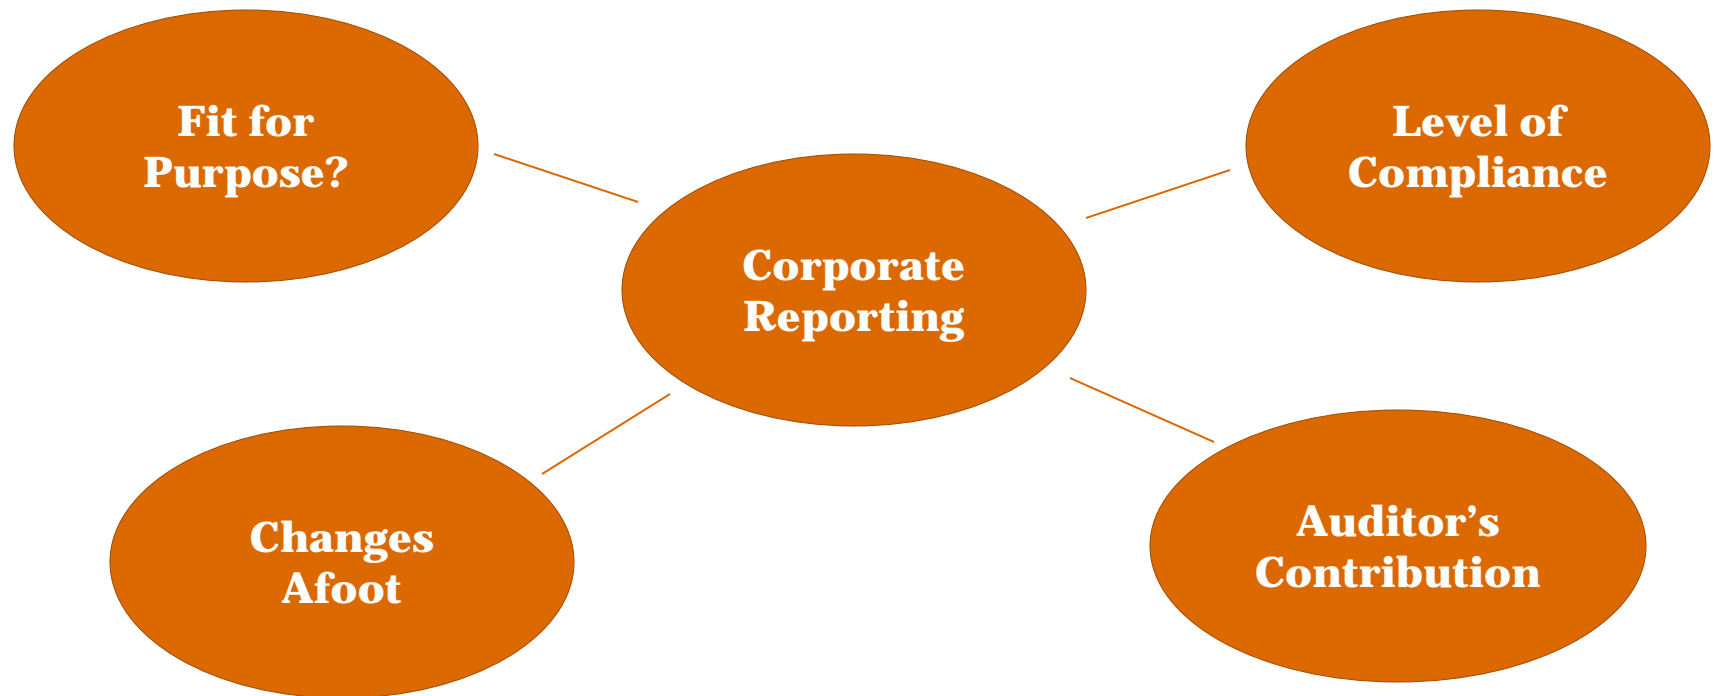 Fit for
Purpose?
Level of
Compliance
Corporate
Reporting
Changes
Afoot
Auditor’s
Contribution